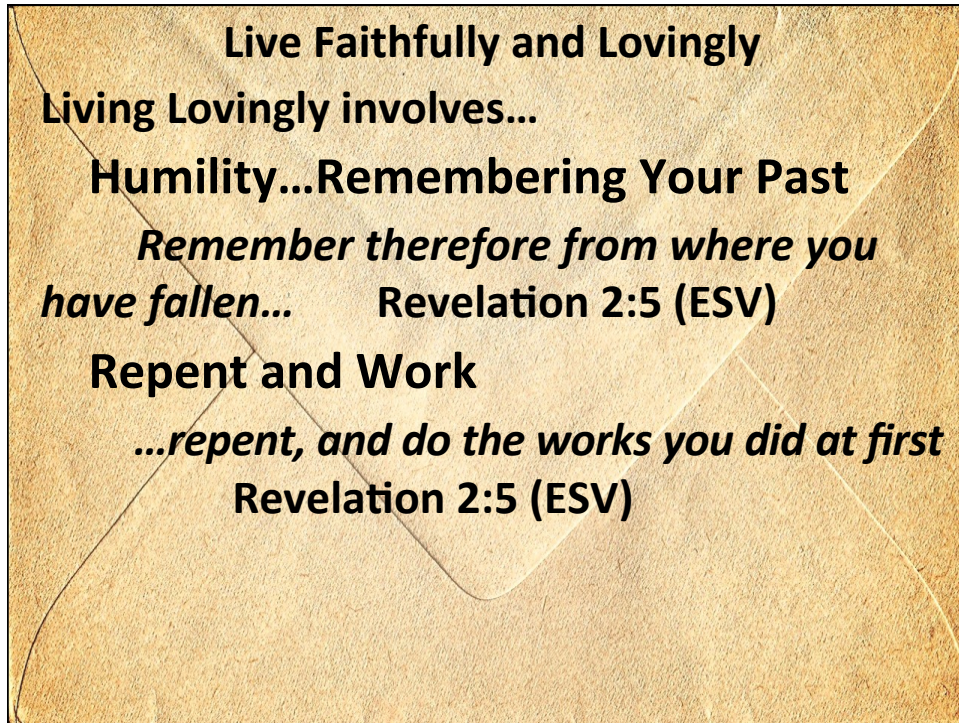 Live Faithfully and Lovingly
Living Lovingly involves…
Humility…Remembering Your Past
Remember therefore from where you
have fallen… Revelation 2:5 (ESV)
Repent and Work
…repent, and do the works you did at first
Revelation 2:5 (ESV)